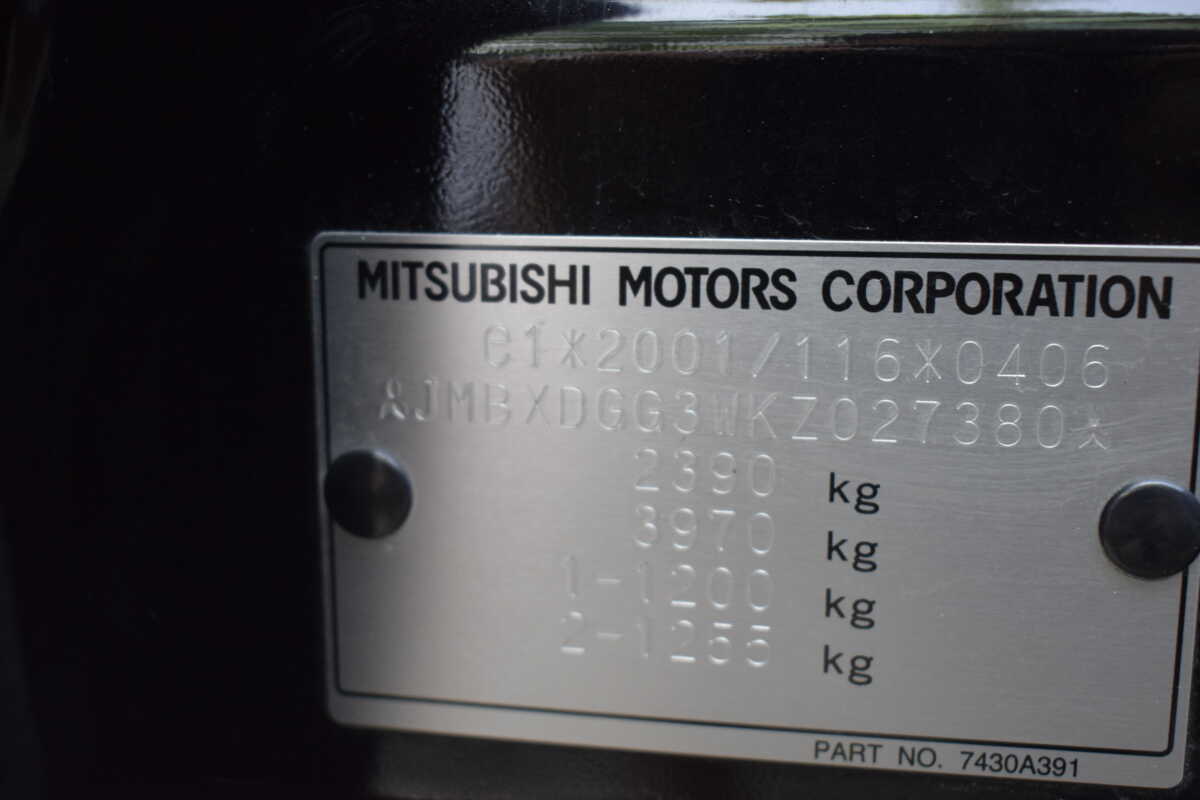 MITSUBISHI MOTORS CORPORATION
e1*2001/116*0406
*JMBXDGG3WKZ027380*
2390 kg
3970 kg
1-1200 kg
2-1255 kg
PART NO. 7430A391